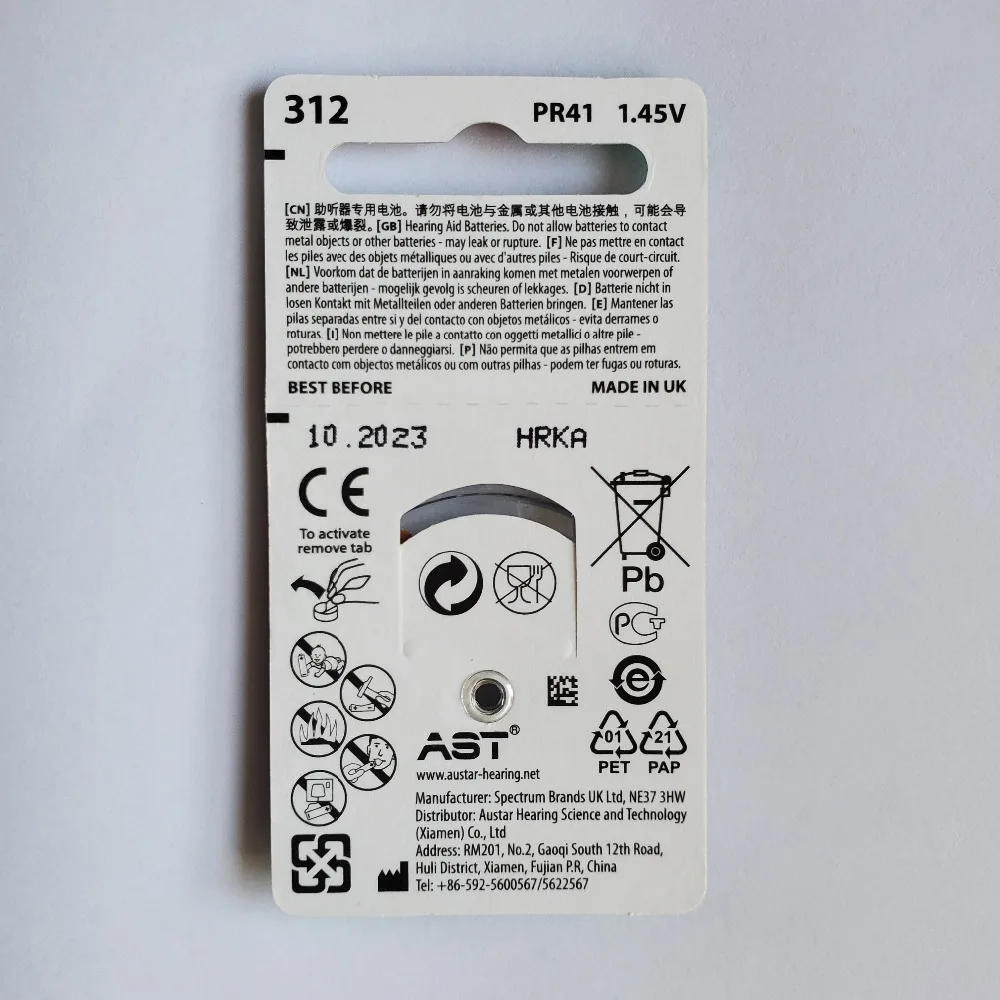 312
PR41 1.45V
[CN] 助听器专用电池。请勿将电池与金属或其他电池接触，可能会导
致泄露或爆裂。[GB] Hearing Aid Batteries. Do not allow batteries to contact
metal objects or other batteries - may leak or rupture. [F] Ne pas mettre en contact
les piles avec des objets métalliques ou avec d'autres piles - Risque de court-circuit.
[NL] Voorkom dat de batterijen in aanraking komen met metalen voorwerpen of
andere batterijen - mogelijk gevolg is scheuren of lekkages. [D] Batterie nicht in
losen Kontakt mit Metallteilen oder anderen Batterien bringen. [E] Mantener las
pilas separadas entre si y del contacto con objetos metálicos - evita derrames o
roturas. [I] Non mettere le pile a contatto con oggetti metallici o altre pile -
potrebbero perdere o danneggiarsi. [P] Não permita que as pilhas entrem em
contacto com objectos metálicos ou com outras pilhas - podem ter fugas ou roturas.
BEST BEFORE
MADE IN UK
10.2023
HRKA
CE
To activate
remove tab
Pb
PCT
e
01
21
PET
PAP
AST®
www.austar-hearing.net
Manufacturer: Spectrum Brands UK Ltd, NE37 3HW
Distributor: Austar Hearing Science and Technology
(Xiamen) Co., Ltd
Address: RM201, No.2, Gaoqi South 12th Road,
Huli District, Xiamen, Fujian P.R, China
Tel: +86-592-5600567/5622567